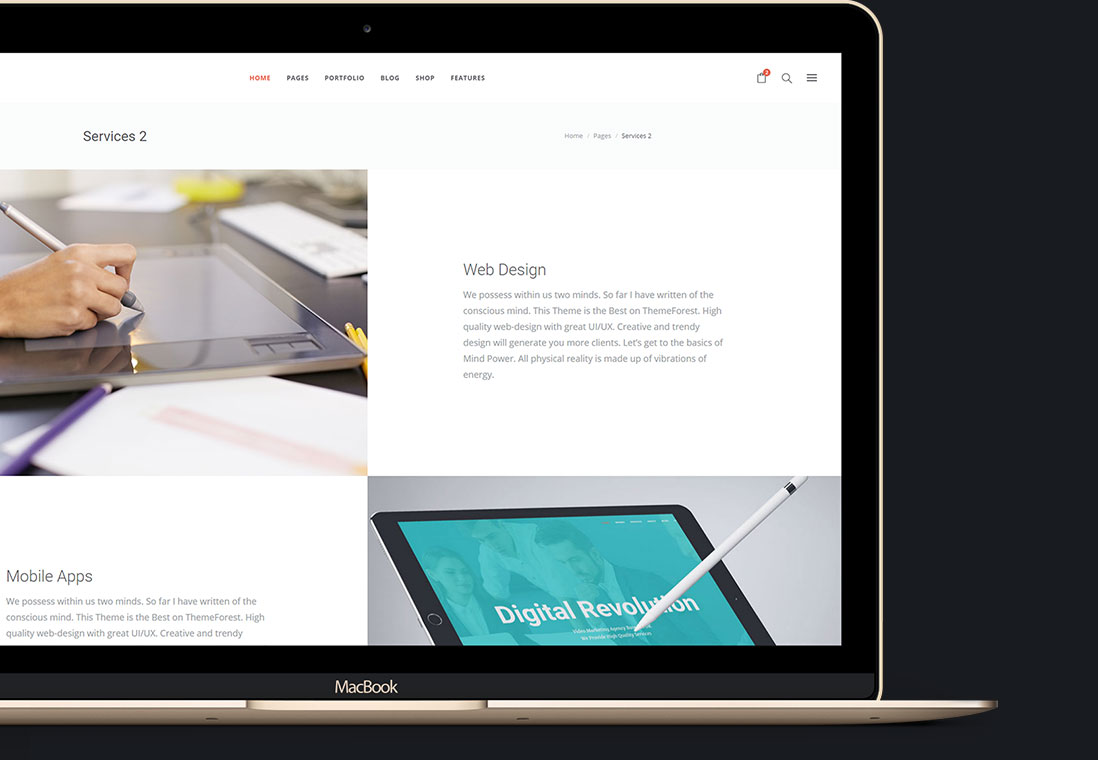 HOME PAGES PORTFOLIO BLOG SHOP FEATURES
Services 2
Home / Pages / Services 2
Web Design
We possess within us two minds. So far I have written of the
conscious mind. This Theme is the Best on ThemeForest. High
quality web-design with great UI/UX. Creative and trendy
design will generate you more clients. Let's get to the basics of
Mind Power. All physical reality is made up of vibrations of
energy.
Mobile Apps
We possess within us two minds. So far I have written of the
conscious mind. This Theme is the Best on ThemeForest. High
quality web-design with great UI/UX. Creative and trendy
Digital Revolution
We Provide High Quality Services
MacBook